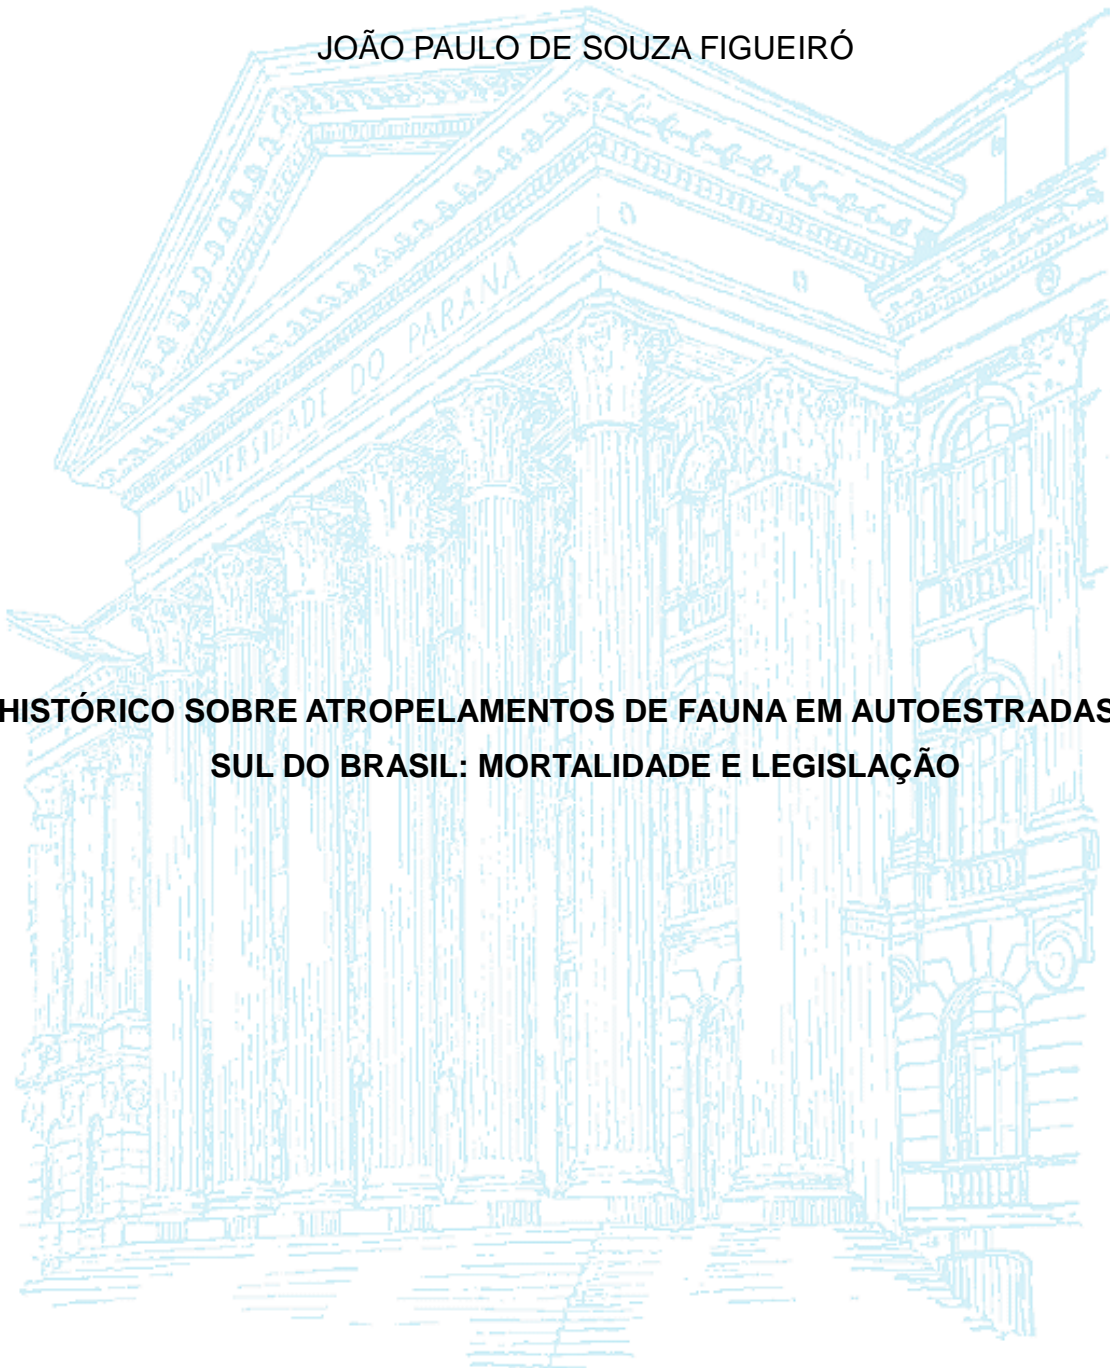 JOÃO PAULO DE SOUZA FIGUEIRÓ
UNIVERSIDADE DO PARANÁ
HISTÓRICO SOBRE ATROPELAMENTOS DE FAUNA EM AUTOESTRADAS
SUL DO BRASIL: MORTALIDADE E LEGISLAÇÃO